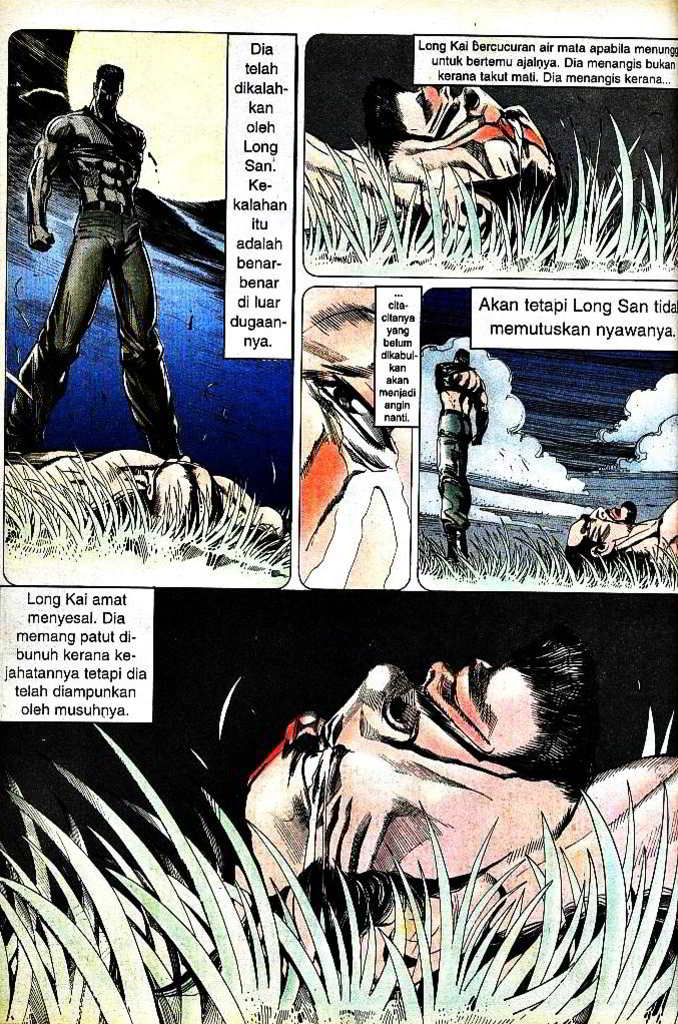 Dia
telah
dikalah-
kan
oleh
Long
San.
Ke-
kalahan
itu
adalah
benar-
benar
di luar
dugaan-
nya.
Long Kai bercucuran air mata apabila menungg
untuk bertemu ajalnya. Dia menangis bukan
kerana takut mati. Dia menangis kerana...
...
cita-
citanya
yang
belum
dikabul-
kan
akan
menjadi
angin
nanti.
Akan tetapi Long San tida
memutuskan nyawanya.
Long Kai amat
menyesal. Dia
memang patut di-
bunuh kerana ke-
jahatannya tetapi dia
telah diampunkan
oleh musuhnya.